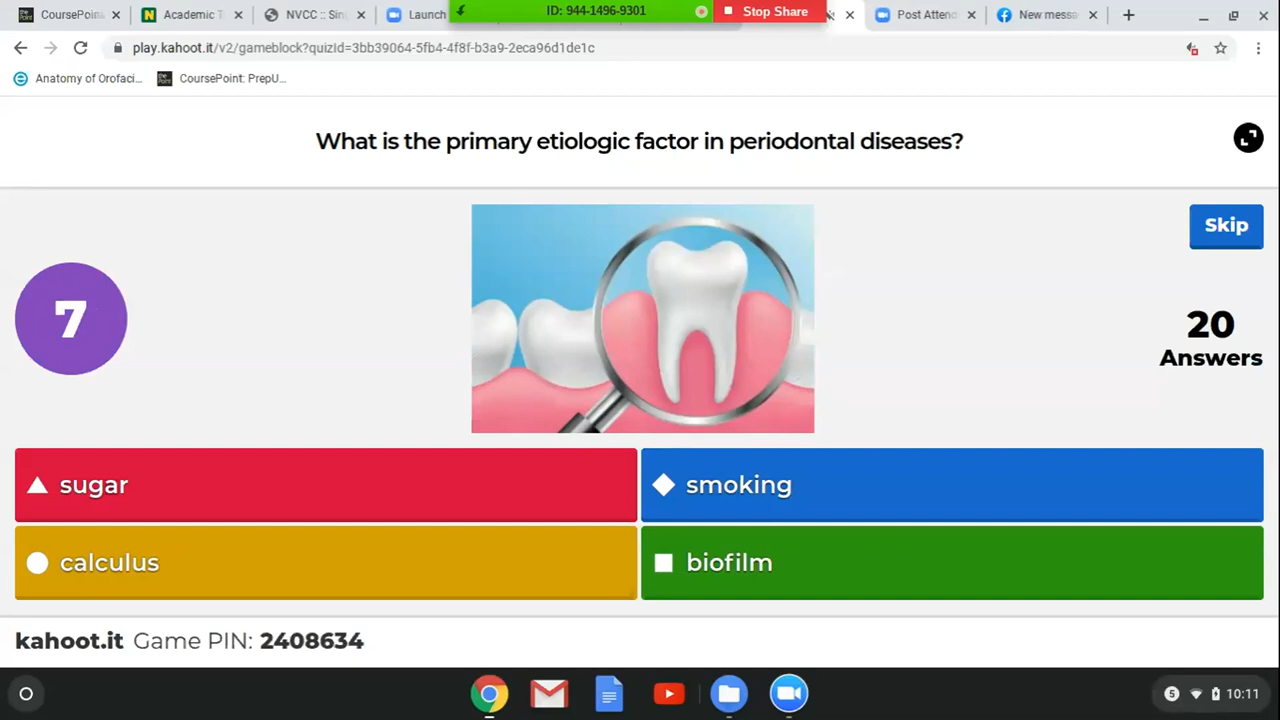 CoursePoin
Academic T
NVCC :: Sin
Launch
ID: 944-1496-9301
Stop Share
Post Attend
New messa
play.kahoot.it/v2/gameblock?quizId=3bb39064-5fb4-4f8f-b3a9-2eca96d1de1c
Anatomy of Orofaci...
CoursePoint: PrepU...
What is the primary etiologic factor in periodontal diseases?
Skip
7
20
Answers
sugar
smoking
calculus
biofilm
kahoot.it Game PIN: 2408634
5 10:11